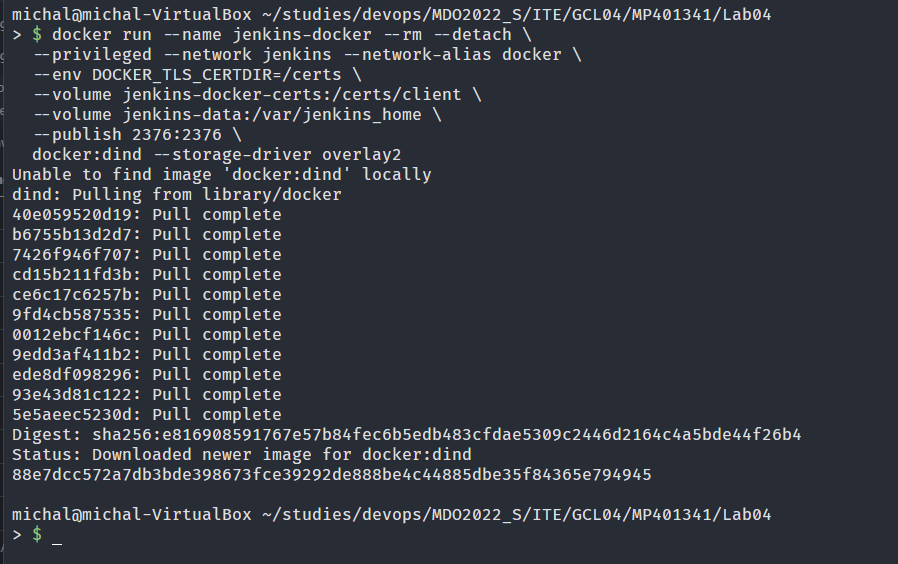 michal@michal-VirtualBox ~/studies/devops/MDO2022_S/ITE/GCL04/MP401341/Lab04
> $ docker run --name jenkins-docker --rm --detach \
--privileged --network jenkins --network-alias docker \
--env DOCKER_TLS_CERTDIR=/certs \
--volume jenkins-docker-certs:/certs/client \
--volume jenkins-data:/var/jenkins_home \
--publish 2376:2376 \
docker:dind --storage-driver overlay2
Unable to find image 'docker:dind' locally
dind: Pulling from library/docker
40e059520d19: Pull complete
b6755b13d2d7: Pull complete
7426f946f707: Pull complete
cd15b211fd3b: Pull complete
ce6c17c6257b: Pull complete
9fd4cb587535: Pull complete
0012ebcf146c: Pull complete
9edd3af411b2: Pull complete
ede8df098296: Pull complete
93e43d81c122: Pull complete
5e5aeec5230d: Pull complete
Digest: sha256:e816908591767e57b84fec6b5edb483cfdae5309c2446d2164c4a5bde44f26b4
Status: Downloaded newer image for docker:dind
88e7dcc572a7db3bde398673fce39292de888be4c44885dbe35f84365e794945
michal@michal-VirtualBox ~/studies/devops/MDO2022_S/ITE/GCL04/MP401341/Lab04
> $ _